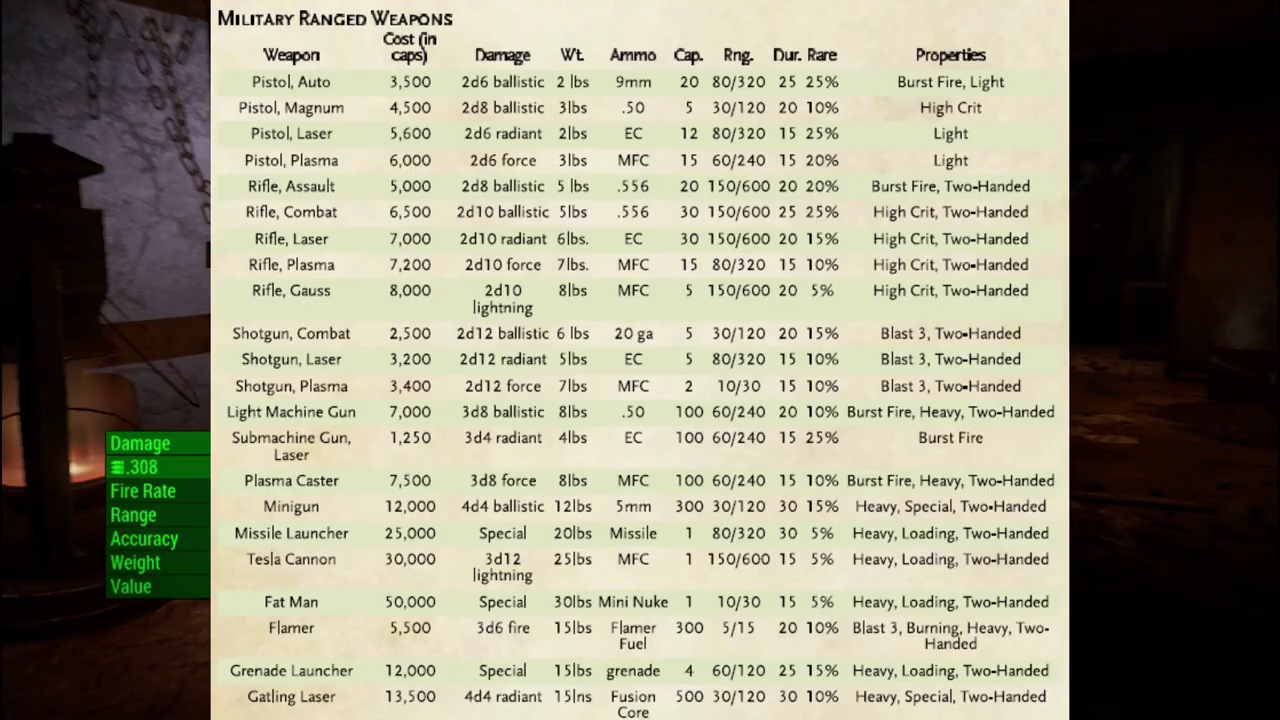 MILITARY RANGED WEAPONS
Weapon Cost (in caps) Damage Wt. Ammo Cap. Rng. Dur. Rare Properties
Pistol, Auto 3,500 2d6 ballistic 2 lbs 9mm 20 80/320 25 25% Burst Fire, Light
Pistol, Magnum 4,500 2d8 ballistic 3lbs .50 5 30/120 20 10% High Crit
Pistol, Laser 5,600 2d6 radiant 2lbs EC 12 80/320 15 25% Light
Pistol, Plasma 6,000 2d6 force 3lbs MFC 15 60/240 15 20% Light
Rifle, Assault 5,000 2d8 ballistic 5 lbs .556 20 150/600 20 20% Burst Fire, Two-Handed
Rifle, Combat 6,500 2d10 ballistic 5lbs .556 30 150/600 25 25% High Crit, Two-Handed
Rifle, Laser 7,000 2d10 radiant 6lbs. EC 30 150/600 20 15% High Crit, Two-Handed
Rifle, Plasma 7,200 2d10 force 7lbs. MFC 15 80/320 15 10% High Crit, Two-Handed
Rifle, Gauss 8,000 2d10 lightning 8lbs MFC 5 150/600 20 5% High Crit, Two-Handed
Shotgun, Combat 2,500 2d12 ballistic 6 lbs 20 ga 5 30/120 20 15% Blast 3, Two-Handed
Shotgun, Laser 3,200 2d12 radiant 5lbs EC 5 80/320 15 10% Blast 3, Two-Handed
Shotgun, Plasma 3,400 2d12 force 7lbs MFC 2 10/30 15 10% Blast 3, Two-Handed
Light Machine Gun 7,000 3d8 ballistic 8lbs .50 100 60/240 20 10% Burst Fire, Heavy, Two-Handed
Submachine Gun, Laser 1,250 3d4 radiant 4lbs EC 100 60/240 15 25% Burst Fire
Plasma Caster 7,500 3d8 force 8lbs MFC 100 60/240 15 10% Burst Fire, Heavy, Two-Handed
Minigun 12,000 4d4 ballistic 12lbs 5mm 300 30/120 30 15% Heavy, Special, Two-Handed
Missile Launcher 25,000 Special 20lbs Missile 1 80/320 30 5% Heavy, Loading, Two-Handed
Tesla Cannon 30,000 3d12 lightning 25lbs MFC 1 150/600 15 5% Heavy, Loading, Two-Handed
Fat Man 50,000 Special 30lbs Mini Nuke 1 10/30 15 5% Heavy, Loading, Two-Handed
Flamer 5,500 3d6 fire 15lbs Flamer Fuel 300 5/15 20 10% Blast 3, Burning, Heavy, Two-Handed
Grenade Launcher 12,000 Special 15lbs grenade 4 60/120 25 15% Heavy, Loading, Two-Handed
Gatling Laser 13,500 4d4 radiant 15lns Fusion Core 500 30/120 30 10% Heavy, Special, Two-Handed
Damage
.308
Fire Rate
Range
Accuracy
Weight
Value